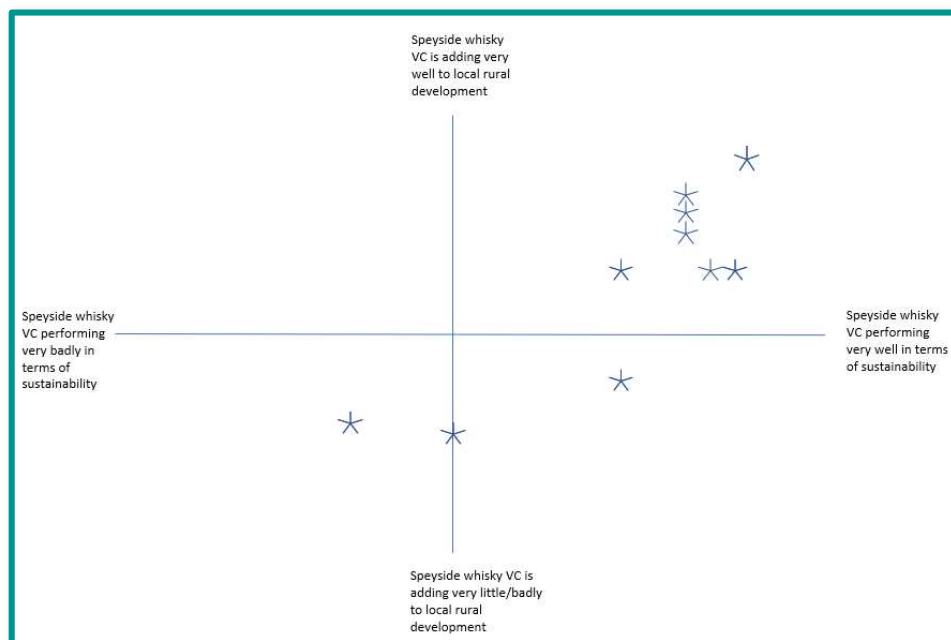 Speyside whisky
VC is adding very
well to local rural
development
Speyside whisky
VC performing
very badly in
terms of
sustainability
Speyside whisky
VC performing
very well in terms
of sustainability
Speyside whisky VC is
adding very little/badly
to local rural
development